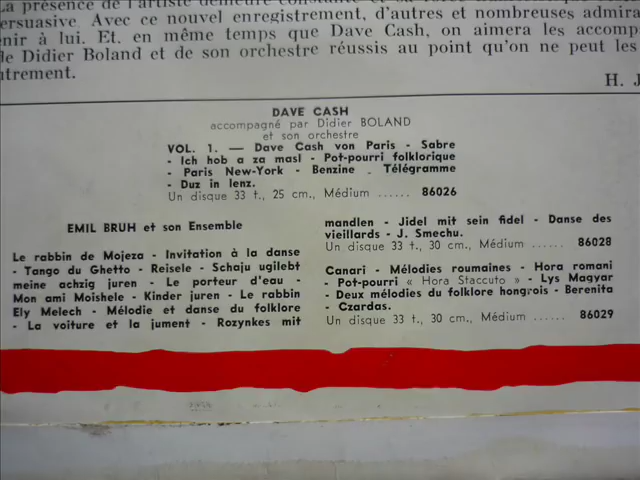 La présence de l'artiste demeure constante et sa
persuasive. Avec ce nouvel enregistrement, d'autres et nombreuses admira
enir à lui. Et, en même temps que Dave Cash, on aimera les accomp
de Didier Boland et de son orchestre réussis au point qu'on ne peut les
utrement.
H. J
DAVE CASH
accompagné par Didier BOLAND
et son orchestre
VOL. 1. — Dave Cash von Paris - Sabre
- Ich hob a za masl - Pot-pourri folklorique
- Paris New-York - Benzine - Télégramme
- Duz in lenz.
Un disque 33 t., 25 cm., Médium ...... 86026
EMIL BRUH et son Ensemble
Le rabbin de Mojeza - Invitation à la danse
- Tango du Ghetto - Reisele - Schaju ugilebt
meine achzig juren - Le porteur d'eau -
Mon ami Moishele - Kinder juren - Le rabbin
Ely Melech - Mélodie et danse du folklore
- La voiture et la jument - Rozynkes mit
mandlen - Jidel mit sein fidel - Danse des
vieillards - J. Smechu.
Un disque 33 t., 30 cm., Médium ...... 86028
Canari - Mélodies roumaines - Hora romani
- Pot-pourri « Hora Staccuto » - Lys Magyar
- Deux mélodies du folklore hongrois - Berenita
- Czardas.
Un disque 33 t., 30 cm., Médium ...... 86029